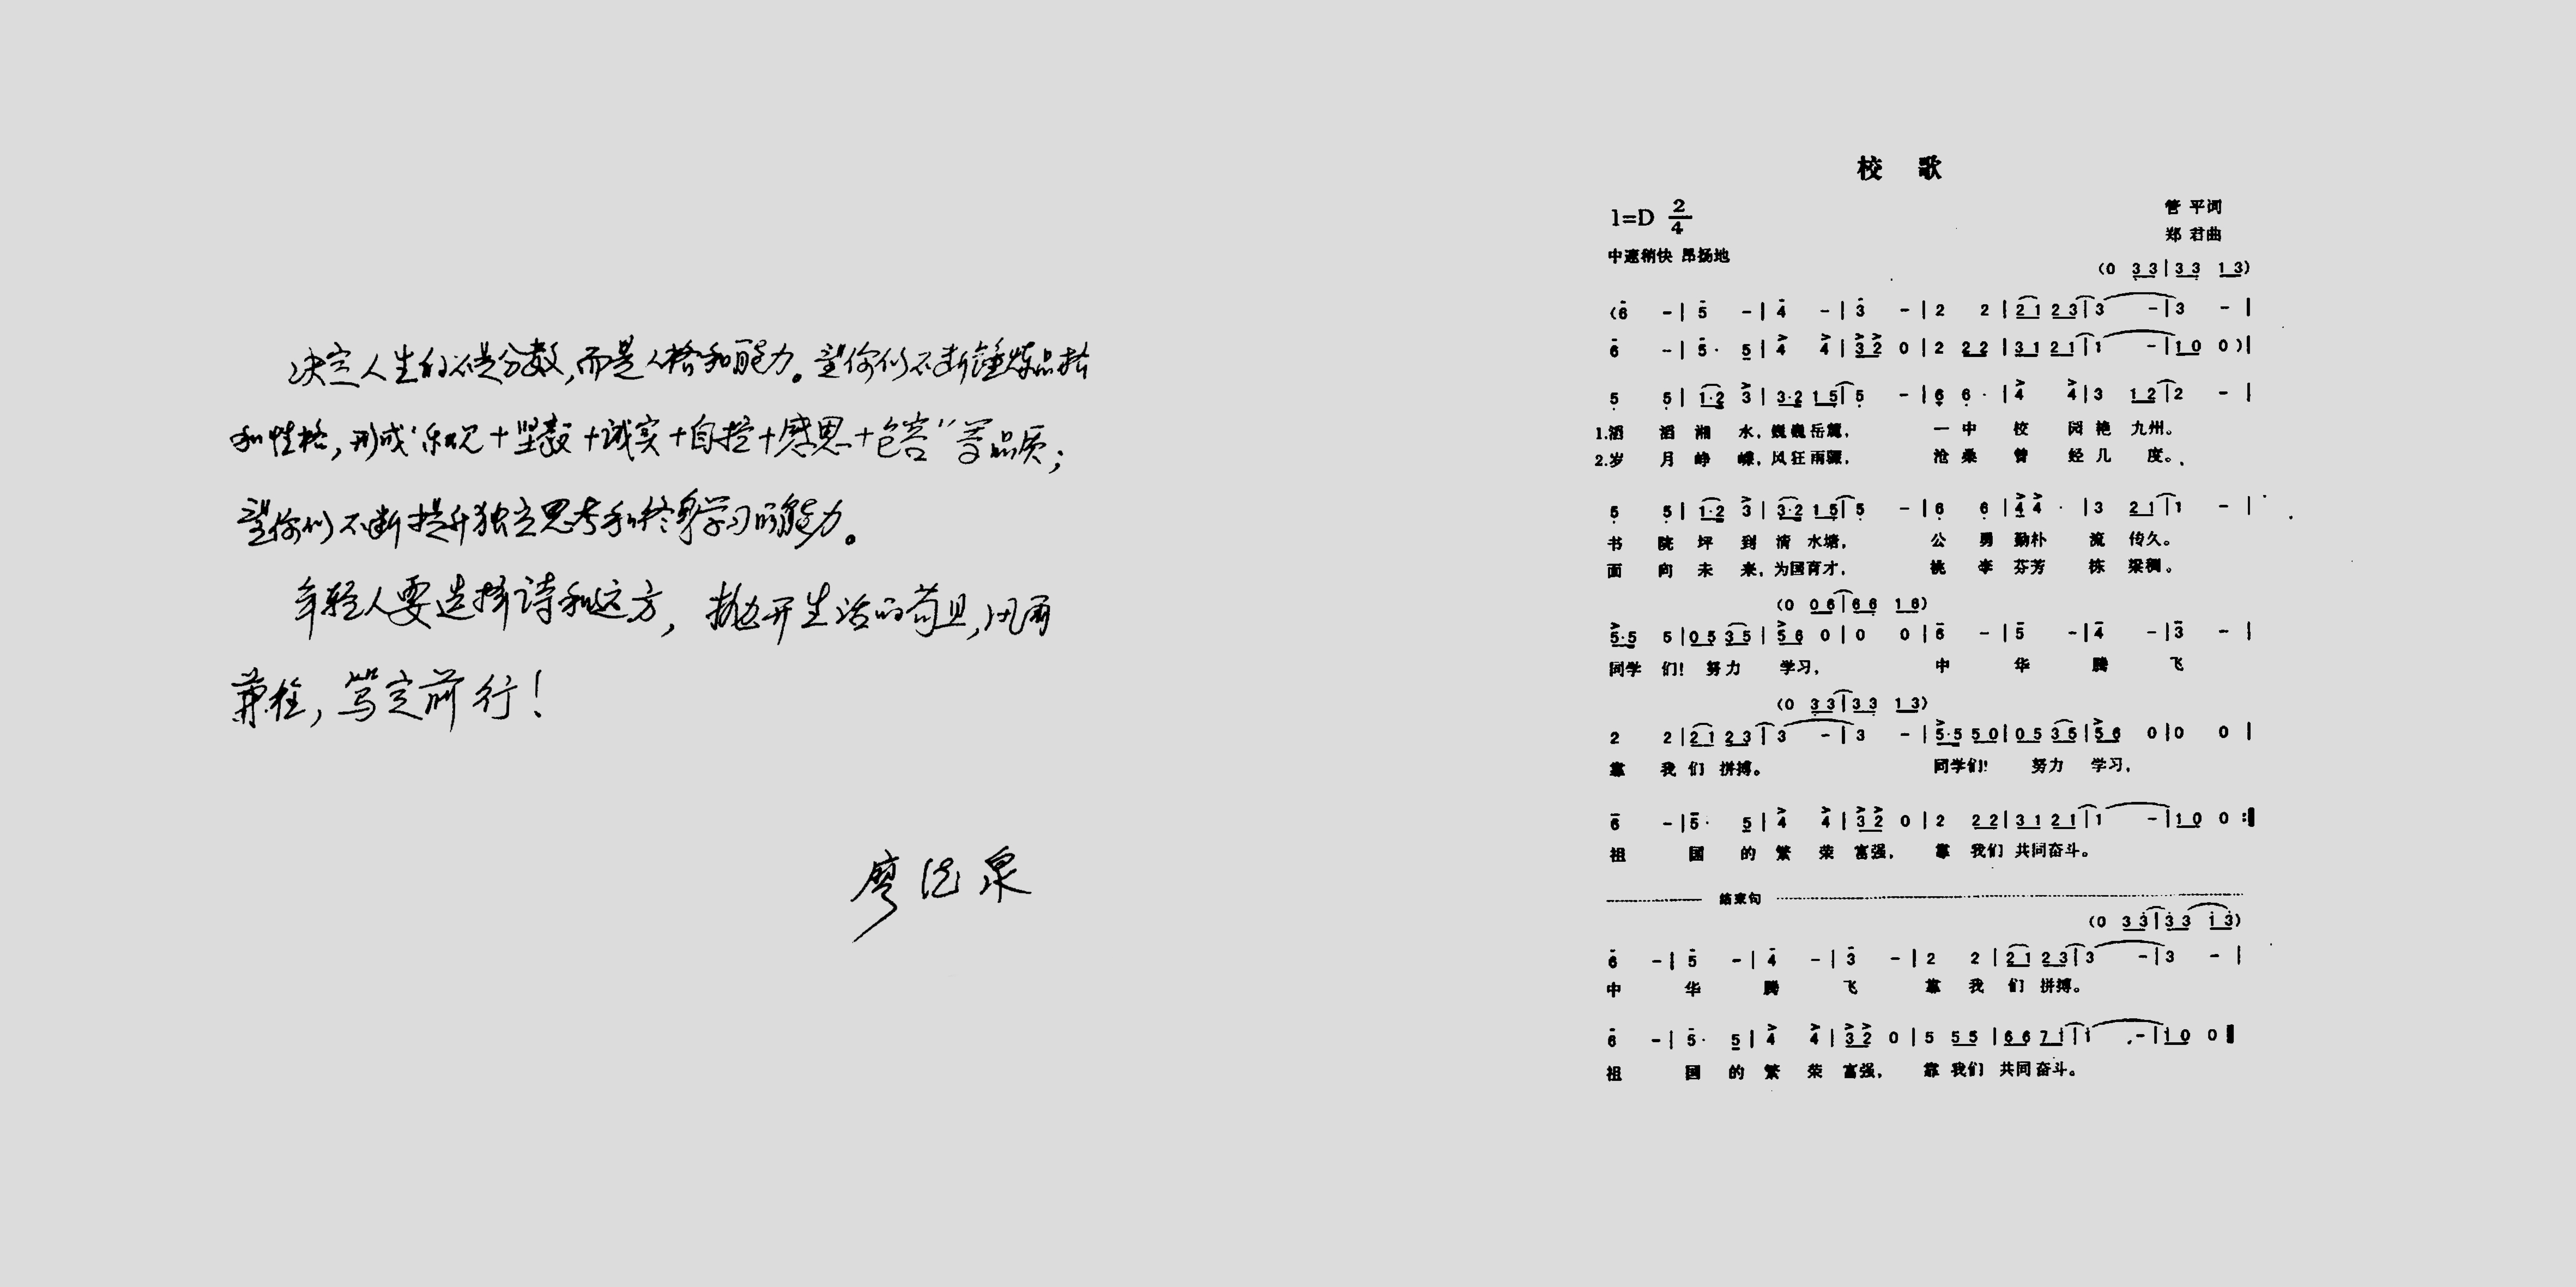 决定人生的不是分数,而是人格和能力。望你们不断锤炼品格
和性格,形成“乐观+坚毅+诚实+自控+感恩+包容”等品质;
望你们不断提升独立思考和终身学习的能力。
年轻人要选择诗和远方,抛开生活的苟且,风雨
兼程,笃定前行!
廖德泉
校 歌
1=D 2/4
管 平词
郑 君曲
中速稍快 昂扬地
(0 3 3 | 3 3 1 3)
(6 - | 5 - | 4 - | 3 - | 2 2 | 2 1 2 3 | 3 - | 3 - |
6 - | 5· 5 | 4 4 | 3 2 0 | 2 2 2 | 3 1 2 1 | 1 - | 1 0 0 ) |
5 5 | 1·2 3 | 3·2 1 5 | 5 - | 6 6· | 4 4 | 3 1 2 | 2 - |
1.滔 滔 湘 水, 巍巍岳麓, 一 中 校 园 艳 九州。
2.岁 月 峥 嵘, 风狂雨骤, 沧 桑 曾 经 几 度。
5 5 | 1·2 3 | 3·2 1 5 | 5 - | 6 6 | 4 4 · | 3 2 1 | 1 - |
书 院 坪 到 清 水塘, 公 勇 勤朴 流 传久。
面 向 未 来, 为国育才, 桃 李 芬芳 栋 梁稠。
(0 0 6 | 6 6 1 6)
5·5 5 | 0 5 3 5 | 5 6 0 | 0 0 | 6 - | 5 - | 4 - | 3 - |
同学 们! 努力 学习, 中 华 腾 飞
(0 3 3 | 3 3 1 3)
2 2 | 2 1 2 3 | 3 - | 3 - | 5·5 5 0 | 0 5 3 5 | 5 6 0 | 0 0 |
靠 我 们 拼搏。 同学们! 努力 学习,
6 - | 5· 5 | 4 4 | 3 2 0 | 2 2 2 | 3 1 2 1 | 1 - | 1 0 0 :|
祖 国 的 繁 荣 富强, 靠 我们 共同奋斗。
结束句
(0 3 3 | 3 3 1 3)
6 - | 5 - | 4 - | 3 - | 2 2 | 2 1 2 3 | 3 - | 3 - |
中 华 腾 飞 靠 我 们 拼搏。
6 - | 5· 5 | 4 4 | 3 2 0 | 5 5 5 | 6 6 7 1 | 1 - | 1 0 0 |
祖 国 的 繁 荣 富强, 靠 我们 共同奋斗。